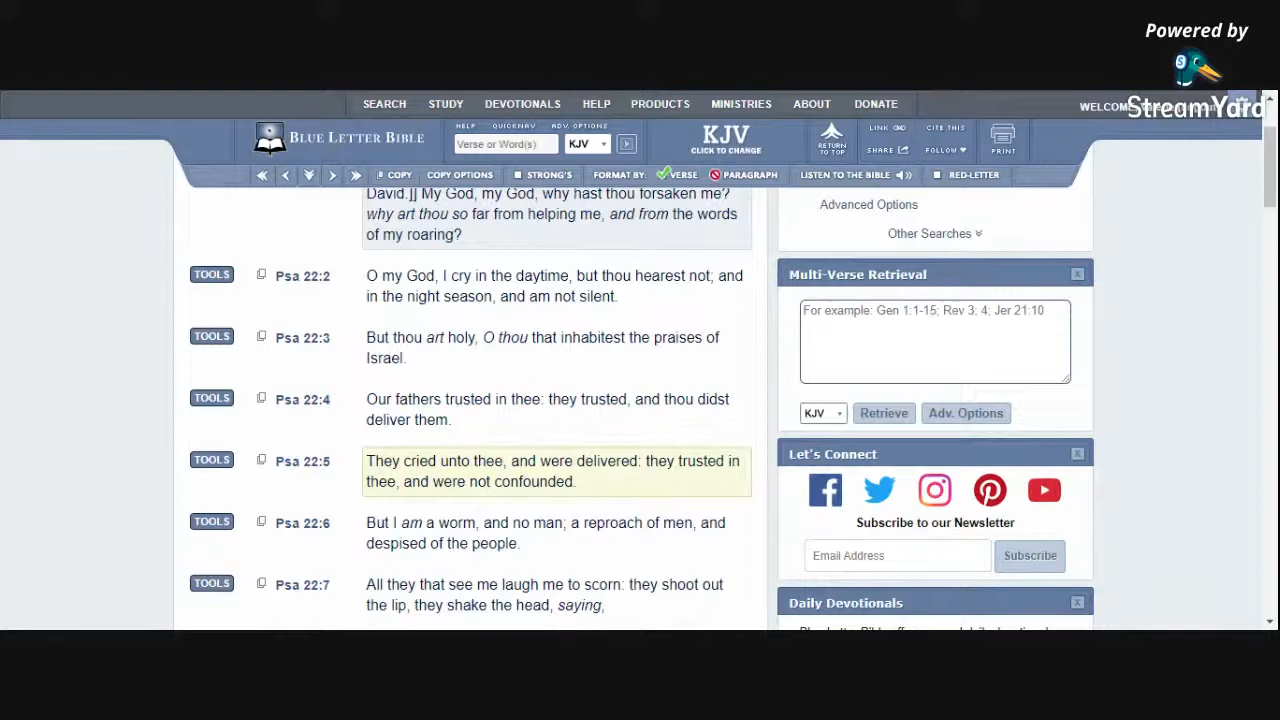 Powered by
StreamYard
SEARCH STUDY DEVOTIONALS HELP PRODUCTS MINISTRIES ABOUT DONATE
WELCOME,
BLUE LETTER BIBLE
HELP QUICKNAV ADV. OPTIONS
Verse or Word(s) KJV
KJV
CLICK TO CHANGE
RETURN
TO TOP
LINK CITE THIS
SHARE FOLLOW
PRINT
COPY COPY OPTIONS STRONG'S FORMAT BY: VERSE PARAGRAPH LISTEN TO THE BIBLE RED-LETTER
David.]] My God, my God, why hast thou forsaken me?
why art thou so far from helping me, and from the words
of my roaring?
TOOLS Psa 22:2 O my God, I cry in the daytime, but thou hearest not; and
in the night season, and am not silent.
TOOLS Psa 22:3 But thou art holy, O thou that inhabitest the praises of
Israel.
TOOLS Psa 22:4 Our fathers trusted in thee: they trusted, and thou didst
deliver them.
TOOLS Psa 22:5 They cried unto thee, and were delivered: they trusted in
thee, and were not confounded.
TOOLS Psa 22:6 But I am a worm, and no man; a reproach of men, and
despised of the people.
TOOLS Psa 22:7 All they that see me laugh me to scorn: they shoot out
the lip, they shake the head, saying,
Advanced Options
Other Searches
Multi-Verse Retrieval
For example: Gen 1:1-15; Rev 3; 4; Jer 21:10
KJV Retrieve Adv. Options
Let's Connect
Subscribe to our Newsletter
Email Address Subscribe
Daily Devotionals